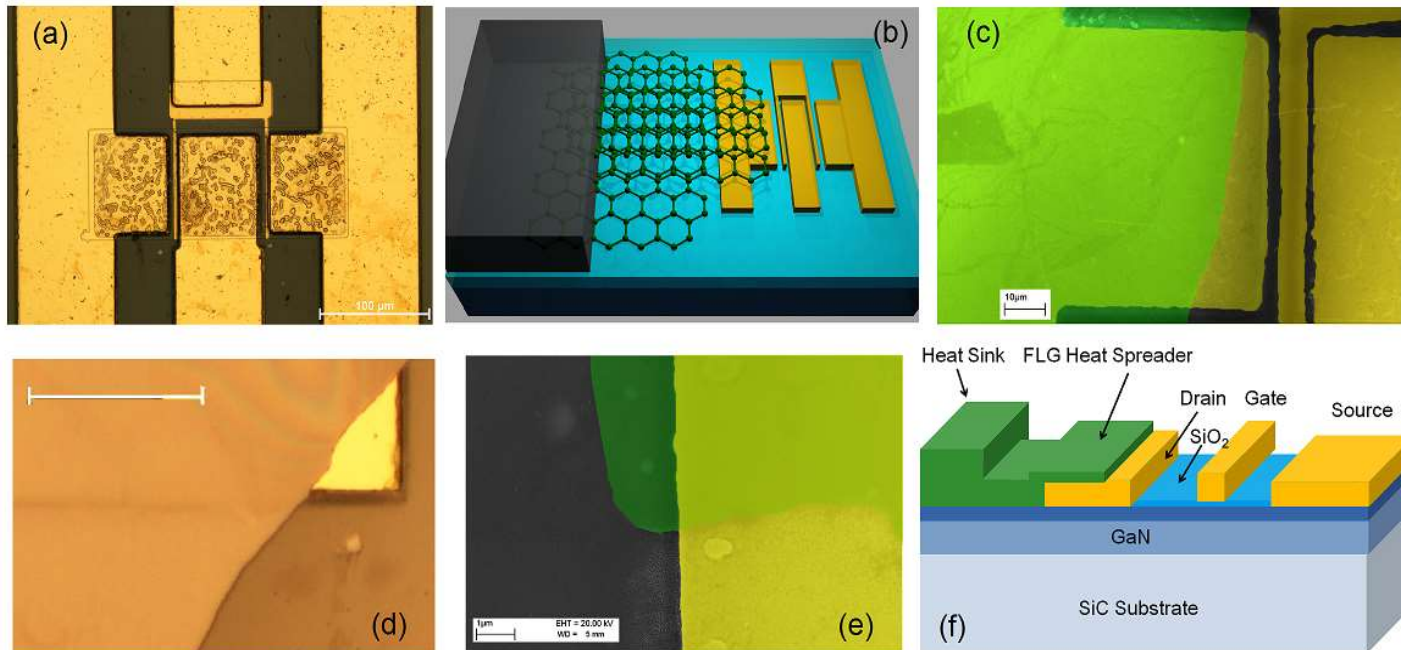 (a)
100 μm
(b)
(c)
10μm
(d)
1μm
EHT = 20.00 kV
WD = 9 mm
(e)
Heat Sink
FLG Heat Spreader
Drain
Gate
Source
SiO2
GaN
SiC Substrate
(f)